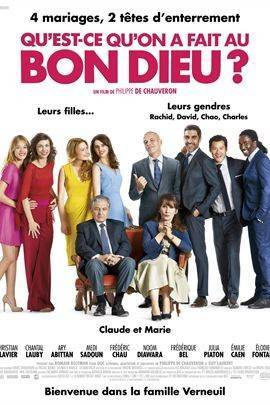 4 mariages, 2 têtes d'enterrement
QU'EST-CE QU'ON A FAIT AU
BON DIEU?
UN FILM DE PHILIPPE DE CHAUVERON
Leurs filles...
Leurs gendres
Rachid, David, Chao, Charles
Claude et Marie
CHRISTIAN CHANTAL ARY MEDI FRÉDÉRIC NOOM FRÉDÉRIQUE JULIA EMILIE ÉLODIE
CLAVIER LAUBY ABITTAN SADOUN CHAU DIAWARA BEL PIATON CAEN FONTAN
Bienvenue dans la famille Verneuil